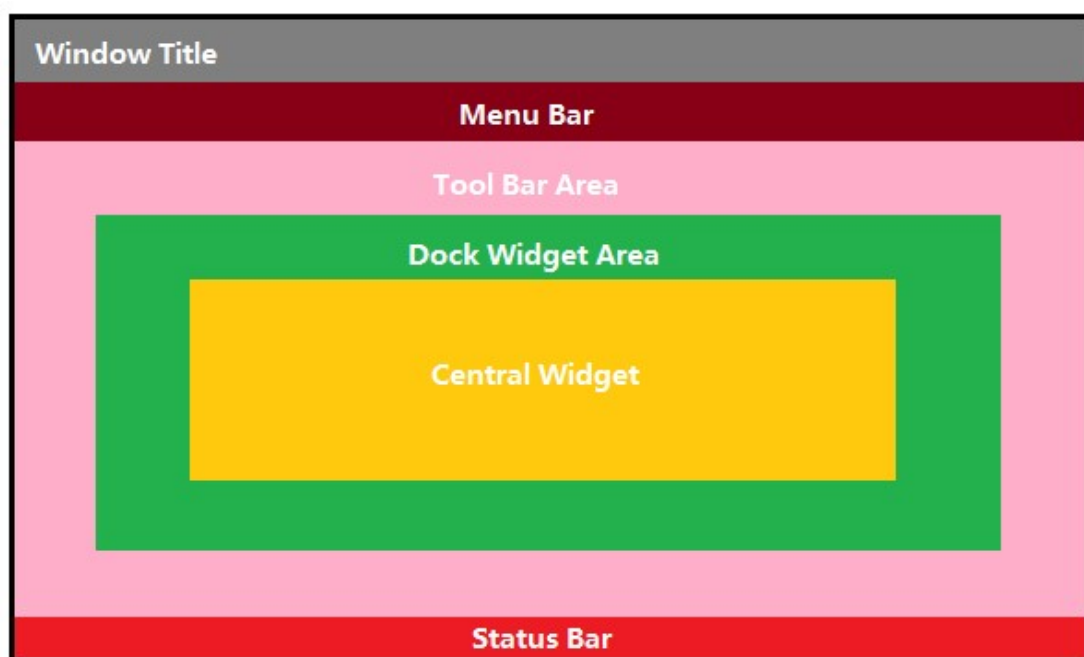 Window Title
Menu Bar
Tool Bar Area
Dock Widget Area
Central Widget
Status Bar